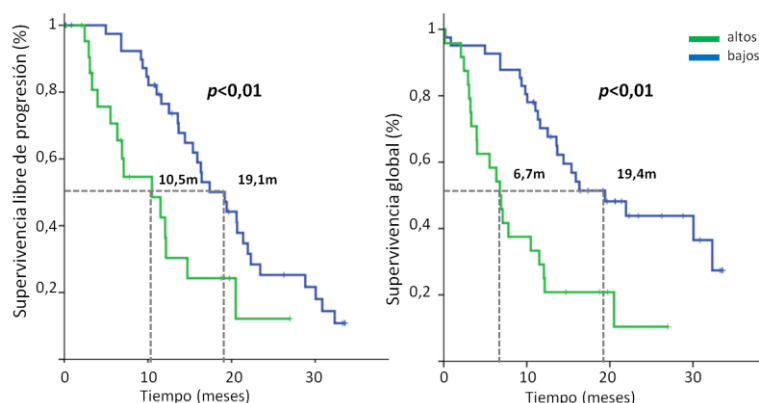 Supervivencia libre de progresión (%)
1
0,8
0,6
0,4
0,2
p<0,01
10,5m
19,1m
0
10
20
30
Tiempo (meses)
Supervivencia global (%)
1
0,8
0,6
0,4
0,2
altos
bajos
p<0,01
6,7m
19,4m
0
10
20
30
Tiempo (meses)